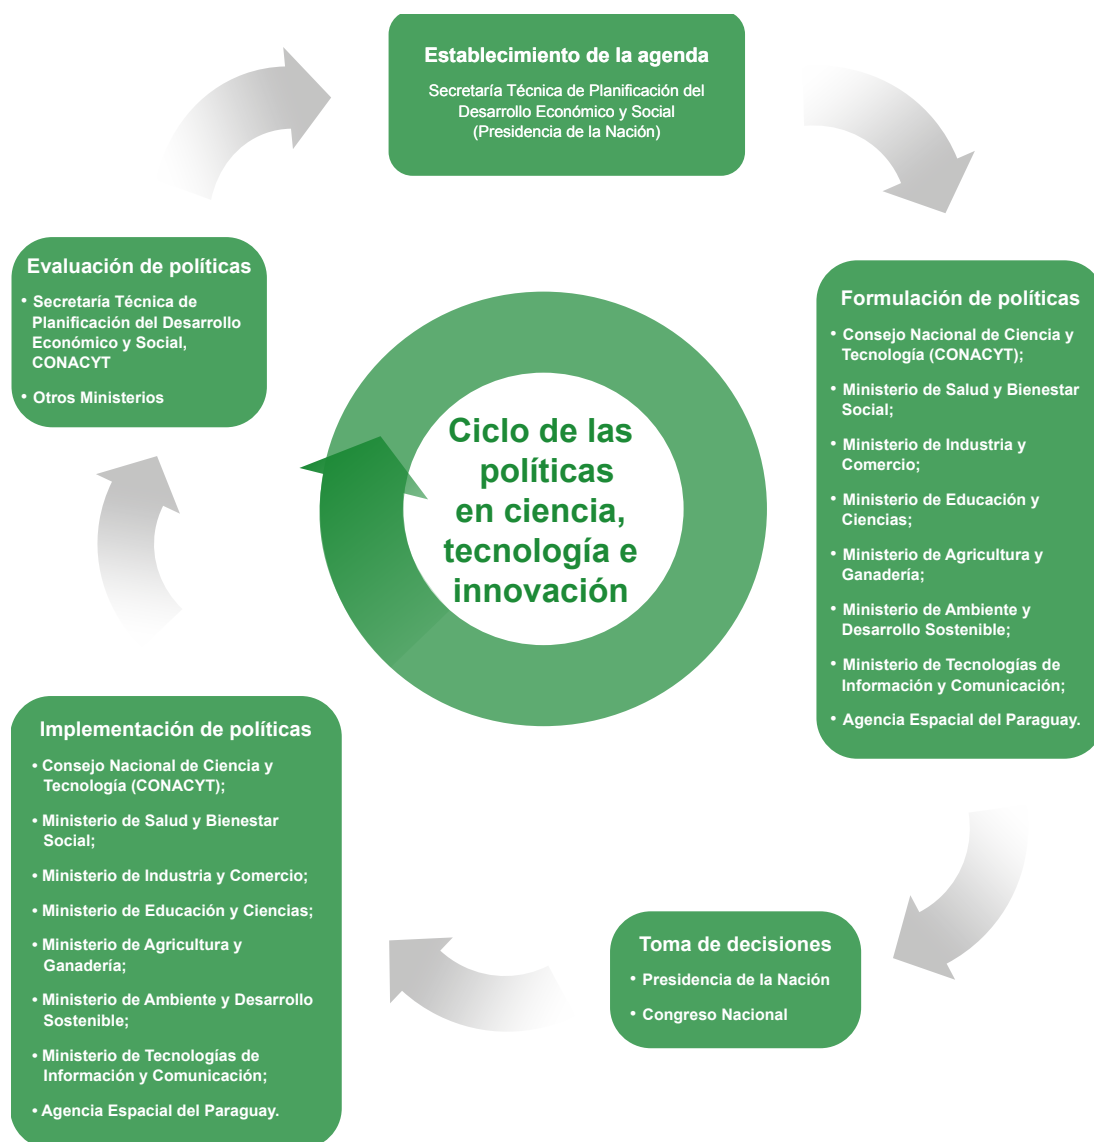 Establecimiento de la agenda
Secretaría Técnica de Planificación del
Desarrollo Económico y Social
(Presidencia de la Nación)
Formulación de políticas
• Consejo Nacional de Ciencia y
Tecnología (CONACYT);
• Ministerio de Salud y Bienestar
Social;
• Ministerio de Industria y
Comercio;
• Ministerio de Educación y
Ciencias;
• Ministerio de Agricultura y
Ganadería;
• Ministerio de Ambiente y
Desarrollo Sostenible;
• Ministerio de Tecnologías de
Información y Comunicación;
• Agencia Espacial del Paraguay.
Toma de decisiones
• Presidencia de la Nación
• Congreso Nacional
Implementación de políticas
• Consejo Nacional de Ciencia y
Tecnología (CONACYT);
• Ministerio de Salud y Bienestar
Social;
• Ministerio de Industria y Comercio;
• Ministerio de Educación y Ciencias;
• Ministerio de Agricultura y
Ganadería;
• Ministerio de Ambiente y Desarrollo
Sostenible;
• Ministerio de Tecnologías de
Información y Comunicación;
• Agencia Espacial del Paraguay.
Evaluación de políticas
• Secretaría Técnica de
Planificación del Desarrollo
Económico y Social,
CONACYT
• Otros Ministerios
Ciclo de las
políticas
en ciencia,
tecnología e
innovación